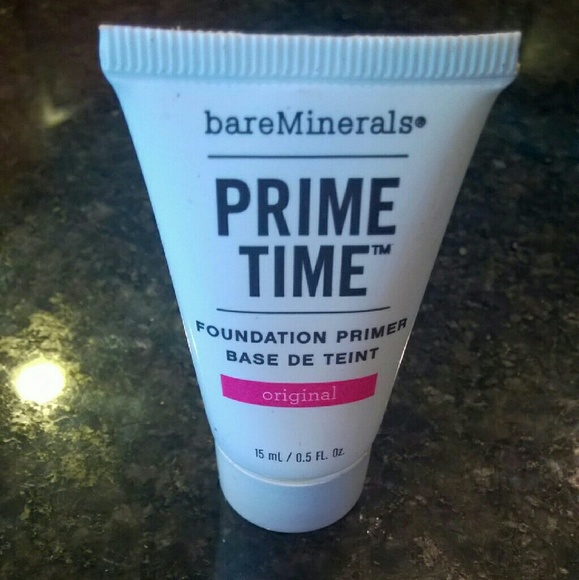 bareMinerals®
PRIME
TIME™
FOUNDATION PRIMER
BASE DE TEINT
original
15 mL / 0.5 FL. Oz.